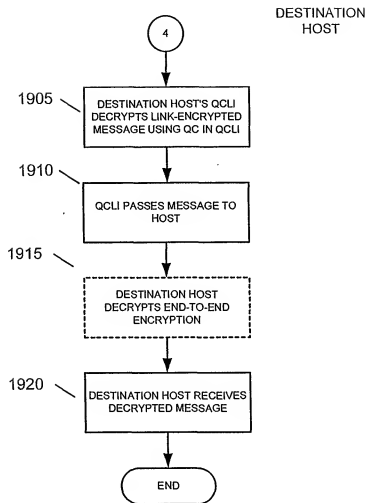 DESTINATION
HOST
4
1905
DESTINATION HOST'S QCLI
DECRYPTS LINK-ENCRYPTED
MESSAGE USING QC IN QCLI
1910
QCLI PASSES MESSAGE TO
HOST
1915
DESTINATION HOST
DECRYPTS END-TO-END
ENCRYPTION
1920
DESTINATION HOST RECEIVES
DECRYPTED MESSAGE
END